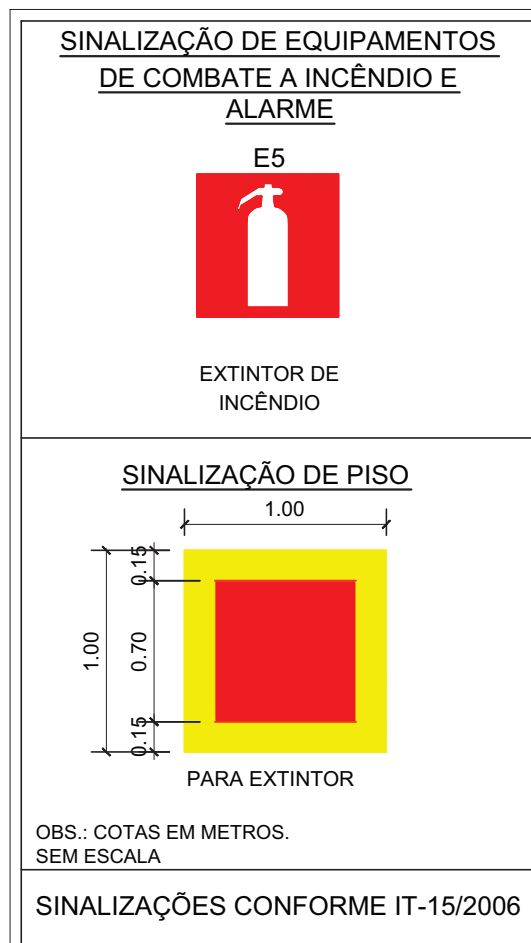 SINALIZAÇÃO DE EQUIPAMENTOS
DE COMBATE A INCÊNDIO E
ALARME
E5
EXTINTOR DE
INCÊNDIO
SINALIZAÇÃO DE PISO
1.00
0.15
1.00
0.70
0.15
PARA EXTINTOR
OBS.: COTAS EM METROS.
SEM ESCALA
SINALIZAÇÕES CONFORME IT-15/2006